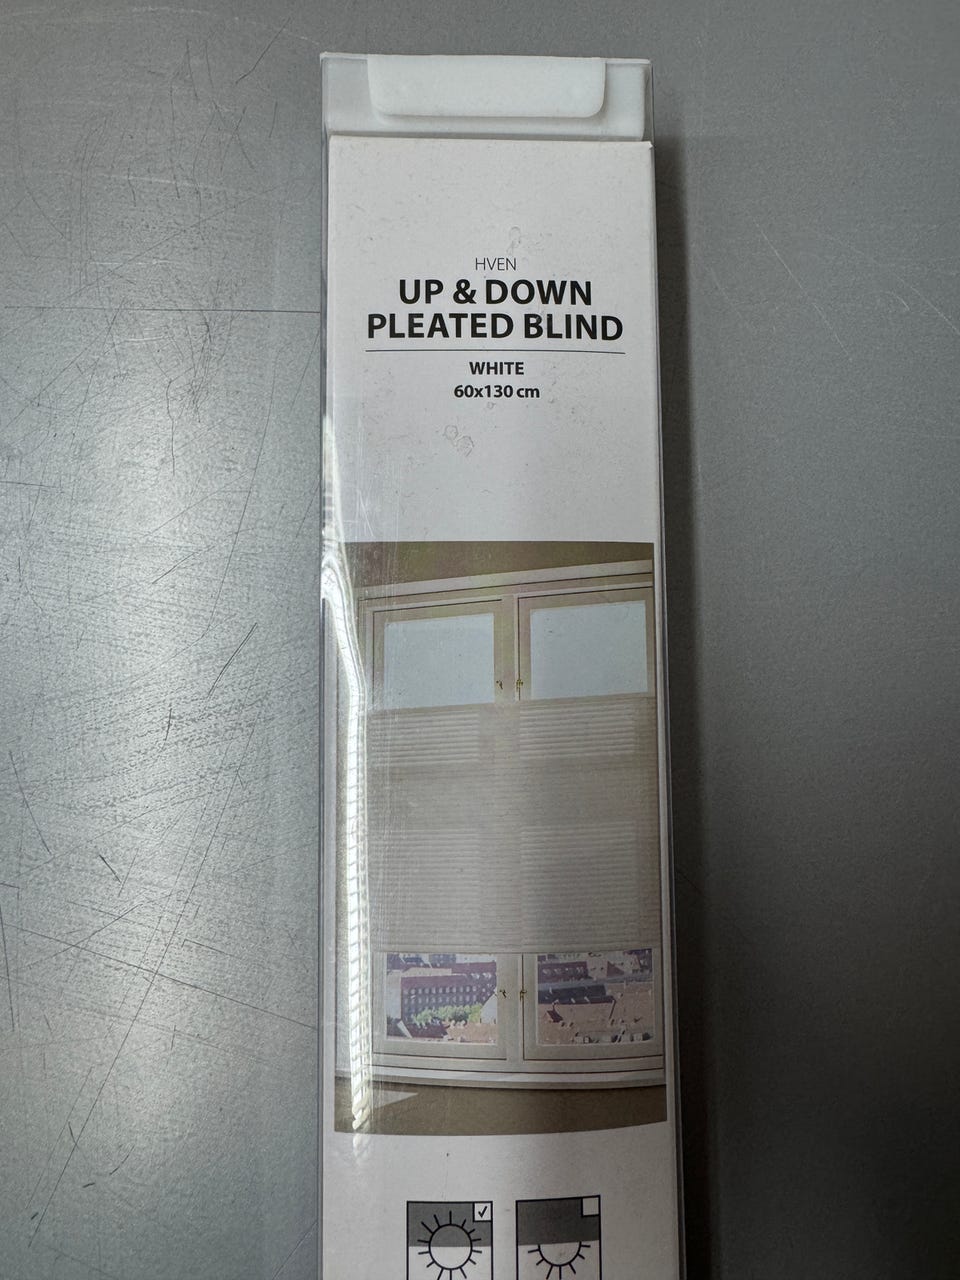 HVEN
UP & DOWN
PLEATED BLIND
WHITE
60x130 cm